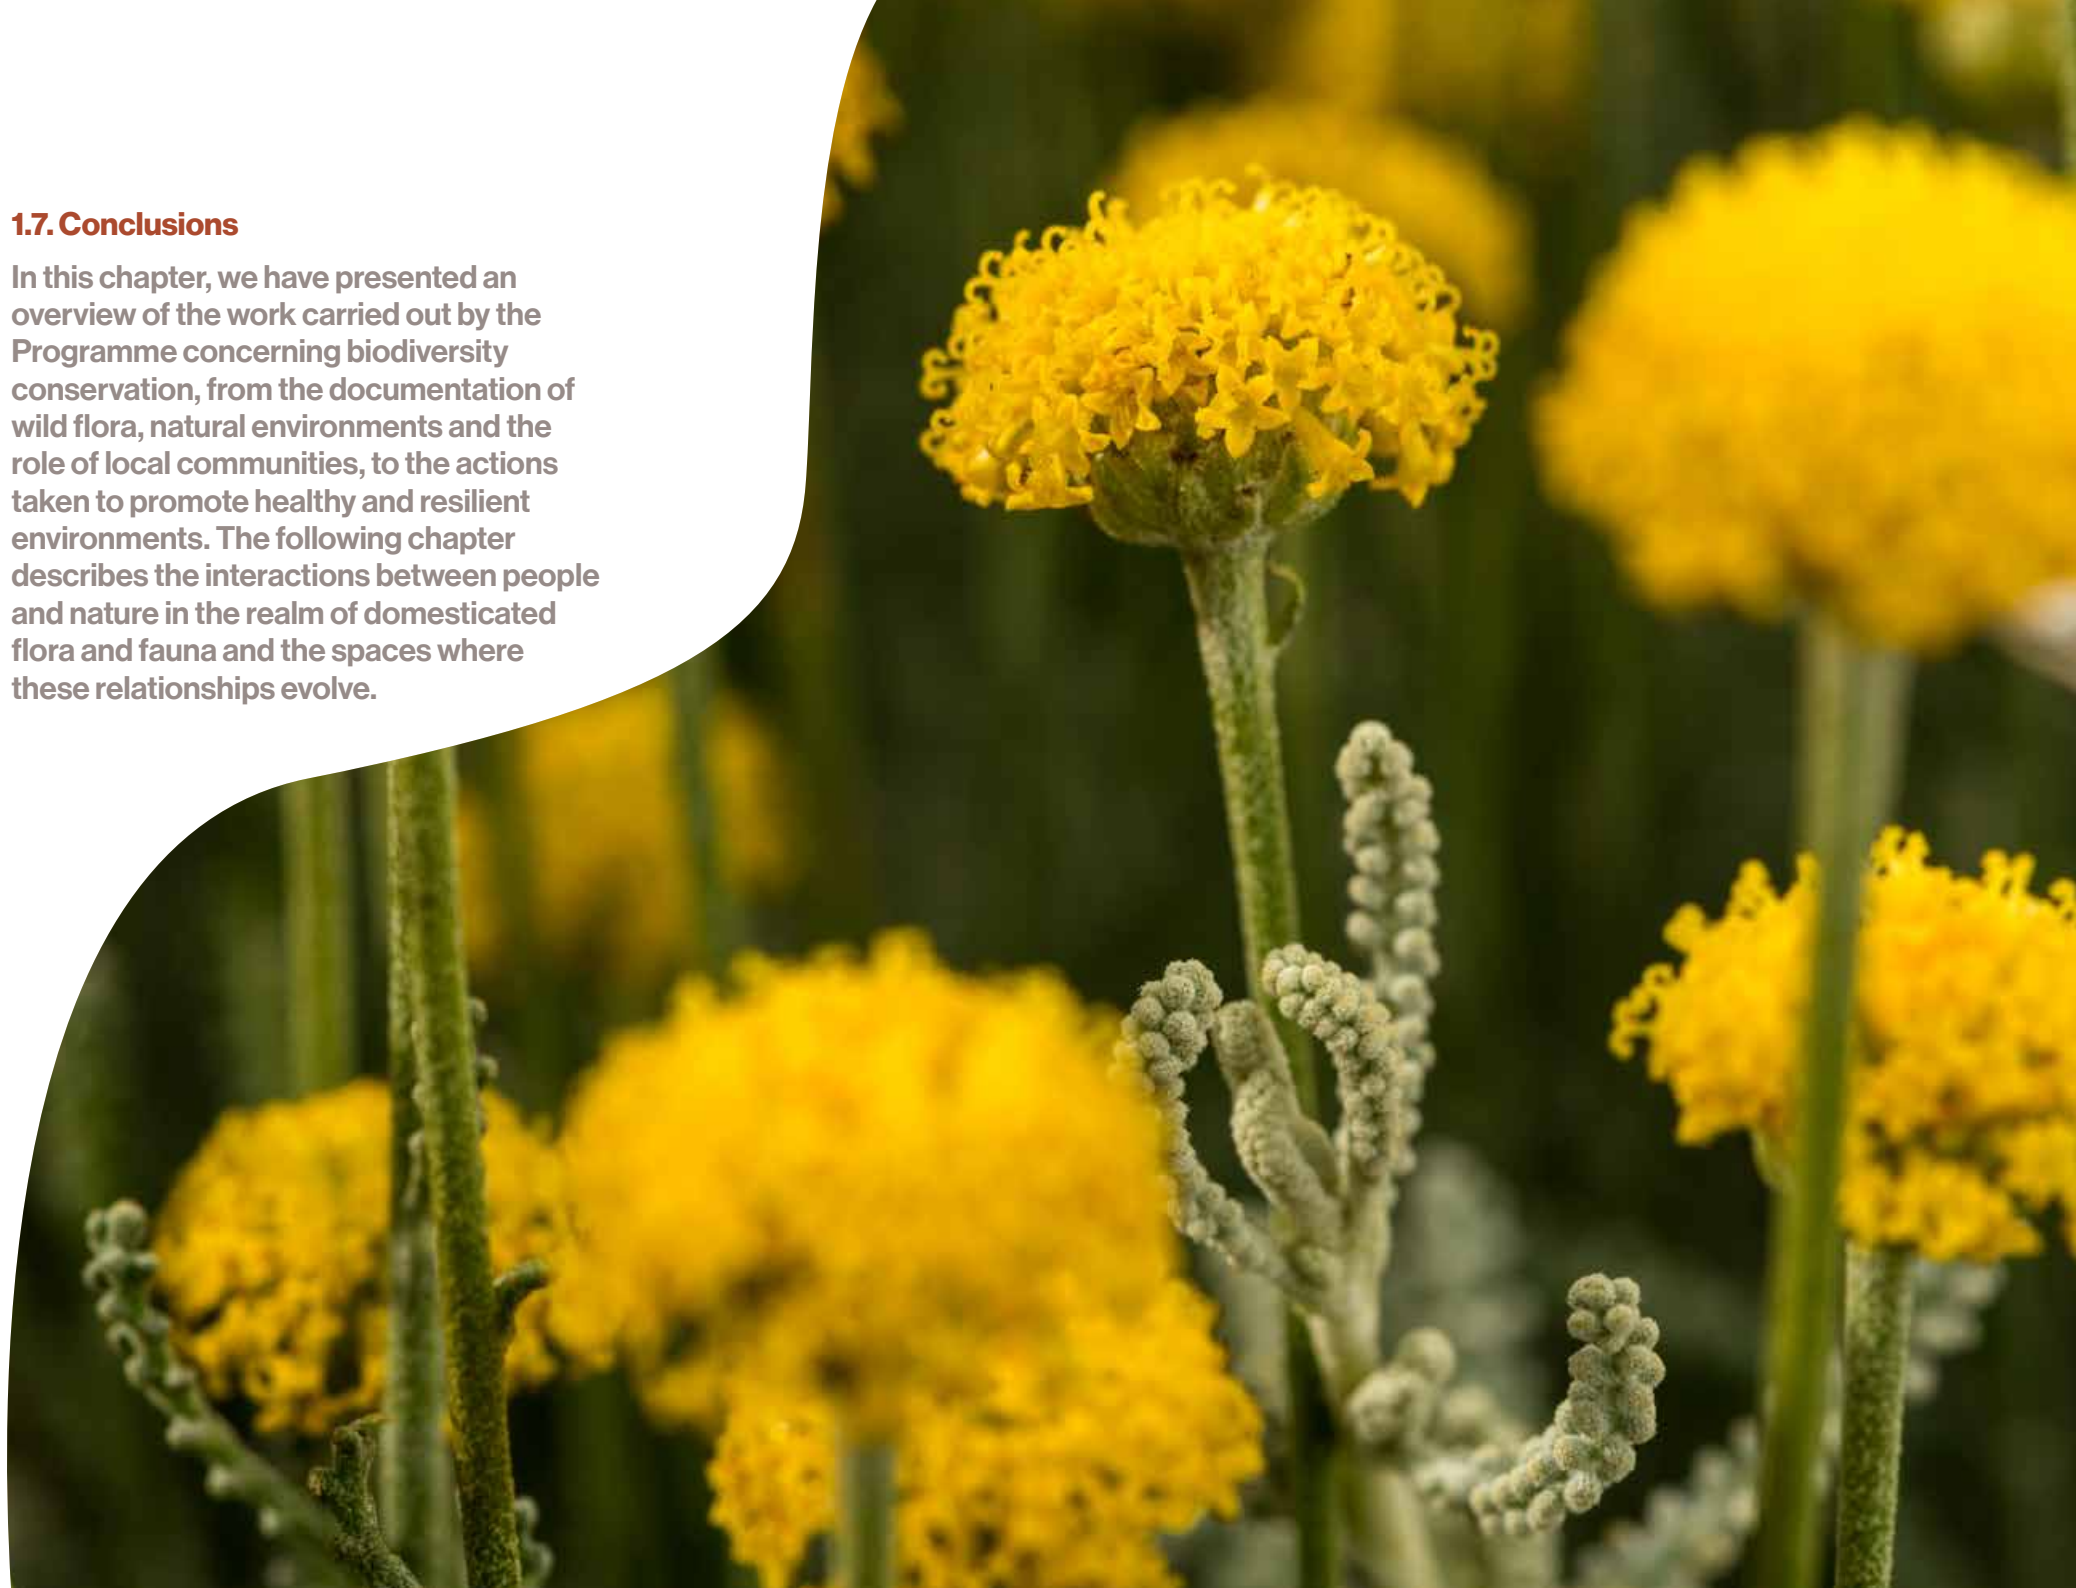 1.7. Conclusions
In this chapter, we have presented an
overview of the work carried out by the
Programme concerning biodiversity
conservation, from the documentation of
wild flora, natural environments and the
role of local communities, to the actions
taken to promote healthy and resilient
environments. The following chapter
describes the interactions between people
and nature in the realm of domesticated
flora and fauna and the spaces where
these relationships evolve.